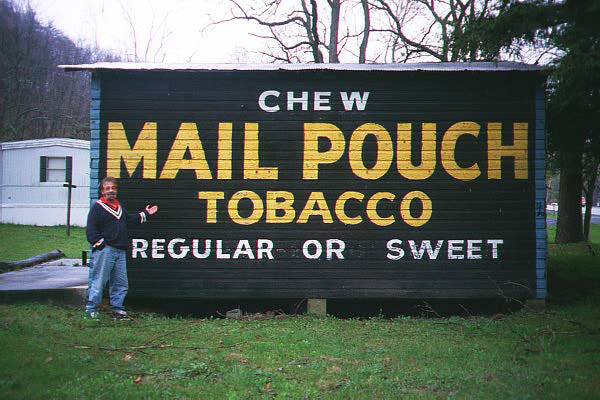 CHEW
MAIL POUCH
TOBACCO
REGULAR OR SWEET